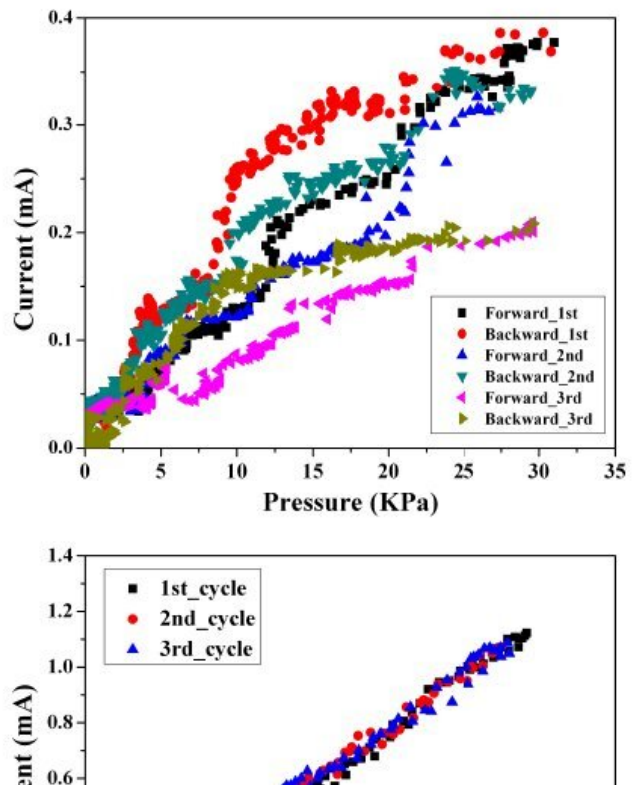 0.4
0.3
0.2
0.1
0.0
Current (mA)
Forward_1st
Backward_1st
Forward_2nd
Backward_2nd
Forward_3rd
Backward_3rd
0 5 10 15 20 25 30 35
Pressure (KPa)
1.4
1.2
1.0
0.8
0.6
1st_cycle
2nd_cycle
3rd_cycle
(mA)